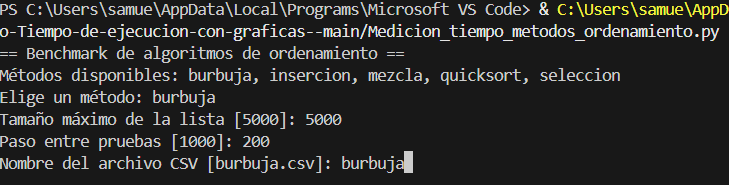 PS C:\Users\samue\AppData\Local\Programs\Microsoft VS Code> & C:\Users\samue\AppD
o-Tiempo-de-ejecucion-con-graficas--main/Medicion_tiempo_metodos_ordenamiento.py
== Benchmark de algoritmos de ordenamiento ==
Métodos disponibles: burbuja, insercion, mezcla, quicksort, seleccion
Elige un método: burbuja
Tamaño máximo de la lista [5000]: 5000
Paso entre pruebas [1000]: 200
Nombre del archivo CSV [burbuja.csv]: burbuja